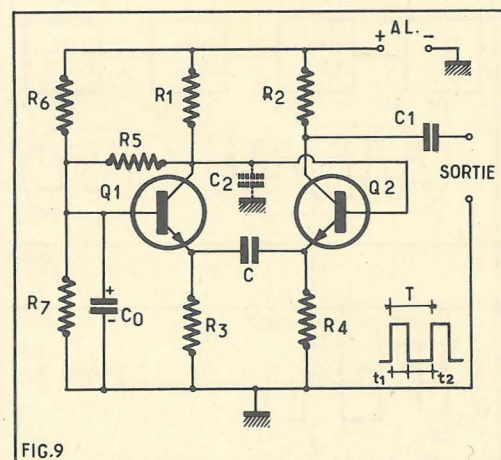 + AL. -
R6
R1
R2
C1
R5
SORTIE
Q1
C2
Q2
C
R7
+
C0
-
R3
R4
T
t1
t2
FIG.9